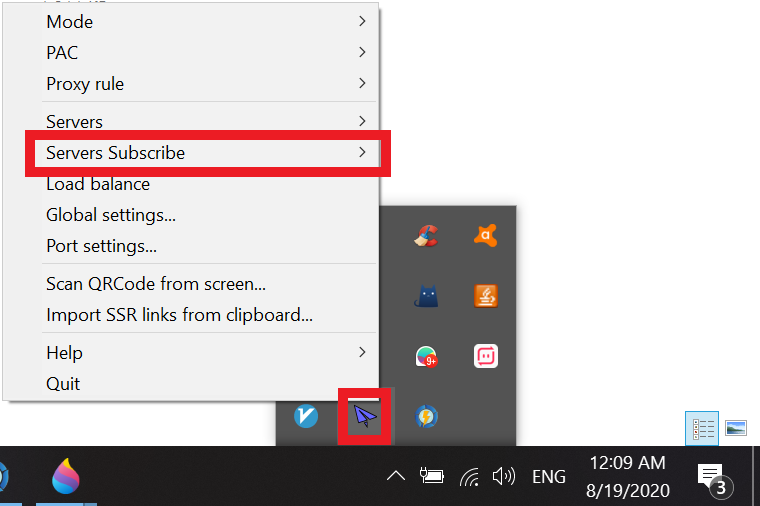 Mode
PAC
Proxy rule
Servers
Servers Subscribe
Load balance
Global settings...
Port settings...
Scan QRCode from screen...
Import SSR links from clipboard...
Help
Quit
9+
ENG
12:09 AM
8/19/2020
3